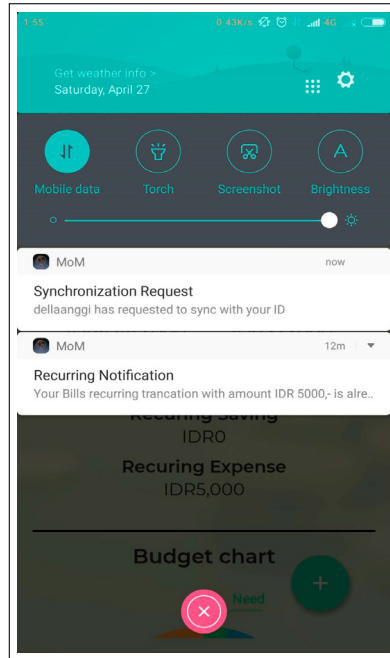 1:55
0.43K/s
4G
Get weather info >
Saturday, April 27
Mobile data
Torch
Screenshot
A
Brightness
MoM
now
Synchronization Request
dellaanggi has requested to sync with your ID
MoM
12m
Recurring Notification
Your Bills recurring trancation with amount IDR 5000,- is alre..
Recuring Saving
IDR0
Recuring Expense
IDR5,000
Budget chart
+
Need